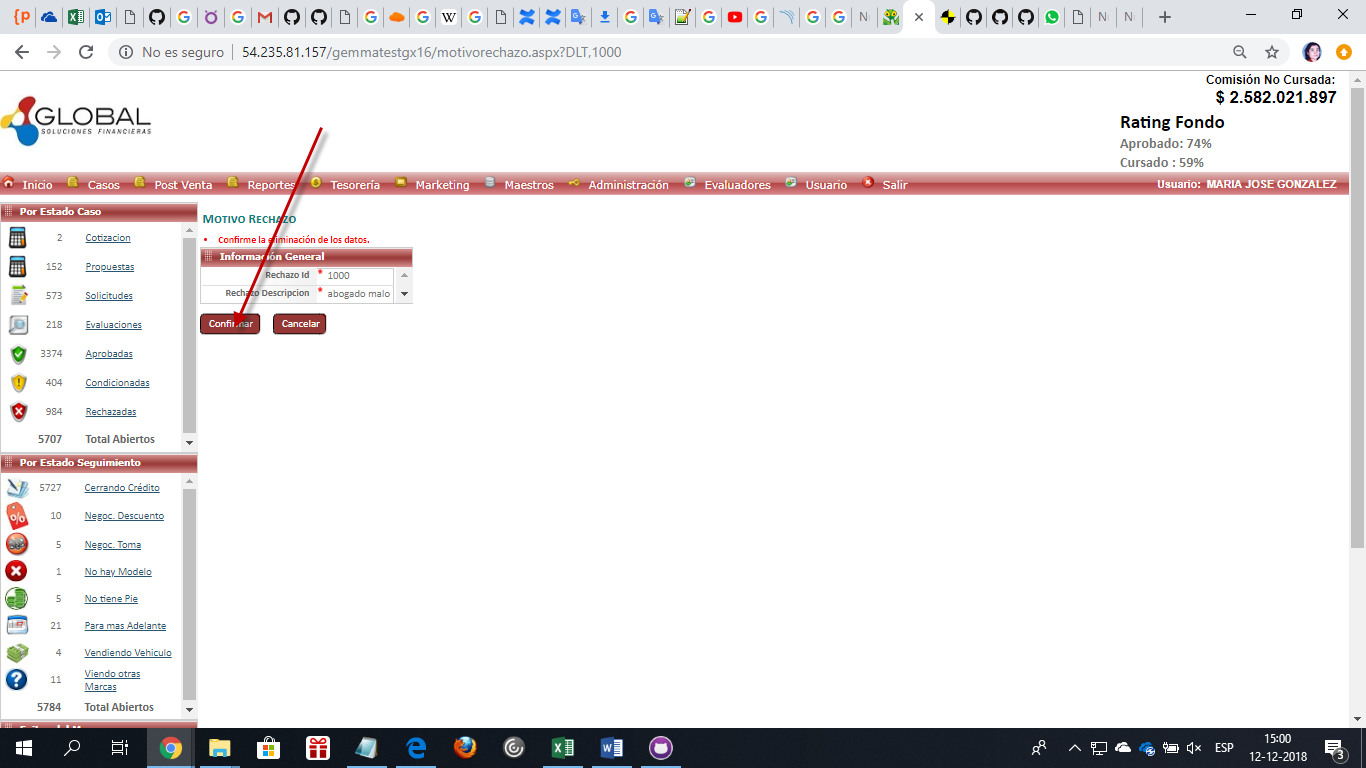 No es seguro | 54.235.81.157/gemmatestgx16/motivorechazo.aspx?DLT,1000
Comisión No Cursada:
$ 2.582.021.897
GLOBAL
SOLUCIONES FINANCIERAS
Rating Fondo
Aprobado: 74%
Cursado : 59%
Inicio Casos Post Venta Reportes Tesorería Marketing Maestros Administración Evaluadores Usuario Salir Usuario: MARIA JOSE GONZALEZ
Por Estado Caso
2 Cotizacion
152 Propuestas
573 Solicitudes
218 Evaluaciones
3374 Aprobadas
404 Condicionadas
984 Rechazadas
5707 Total Abiertos
Por Estado Seguimiento
5727 Cerrando Crédito
10 Negoc. Descuento
5 Negoc. Toma
1 No hay Modelo
5 No tiene Pie
21 Para mas Adelante
4 Vendiendo Vehiculo
11 Viendo otras
Marcas
5784 Total Abiertos
MOTIVO RECHAZO
• Confirme la eliminación de los datos.
Información General
Rechazo Id * 1000
Rechazo Descripcion * abogado malo
Confirmar Cancelar
ESP
15:00
12-12-2018
3